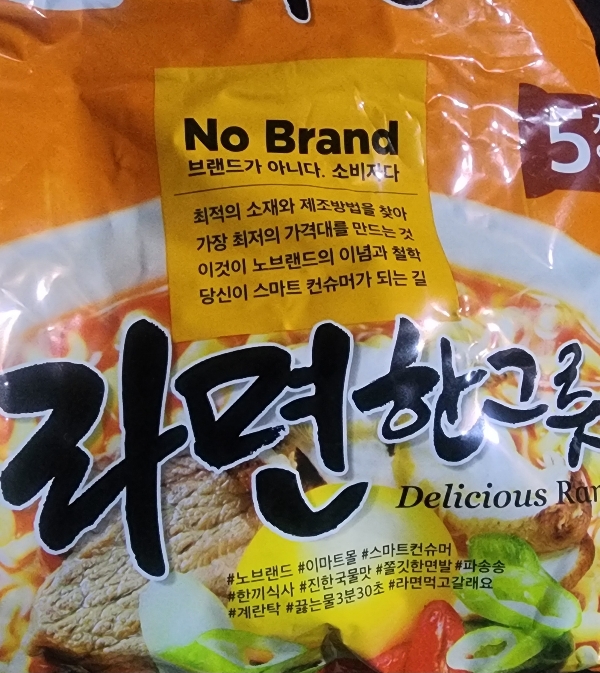 No Brand
브랜드가 아니다. 소비자다
최적의 소재와 제조방법을 찾아
가장 최저의 가격대를 만드는 것
이것이 노브랜드의 이념과 철학
당신이 스마트 컨슈머가 되는 길
5
라면 한그릇
Delicious
#노브랜드 #이마트몰 #스마트컨슈머
#한끼식사 #진한국물맛 #쫄깃한면발 #파송송
#계란탁 #끓는물3분30초 #라면먹고갈래요